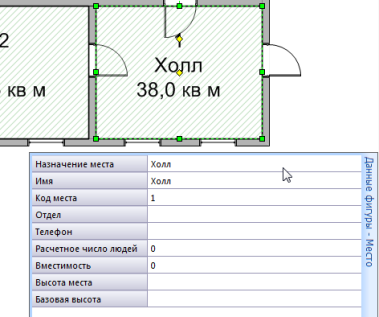 2
Холл
кв м
38,0 кв м
Назначение места Холл
Имя Холл
Код места 1
Отдел
Телефон
Расчетное число людей 0
Вместимость 0
Высота места
Базовая высота
Данные фигуры - Место